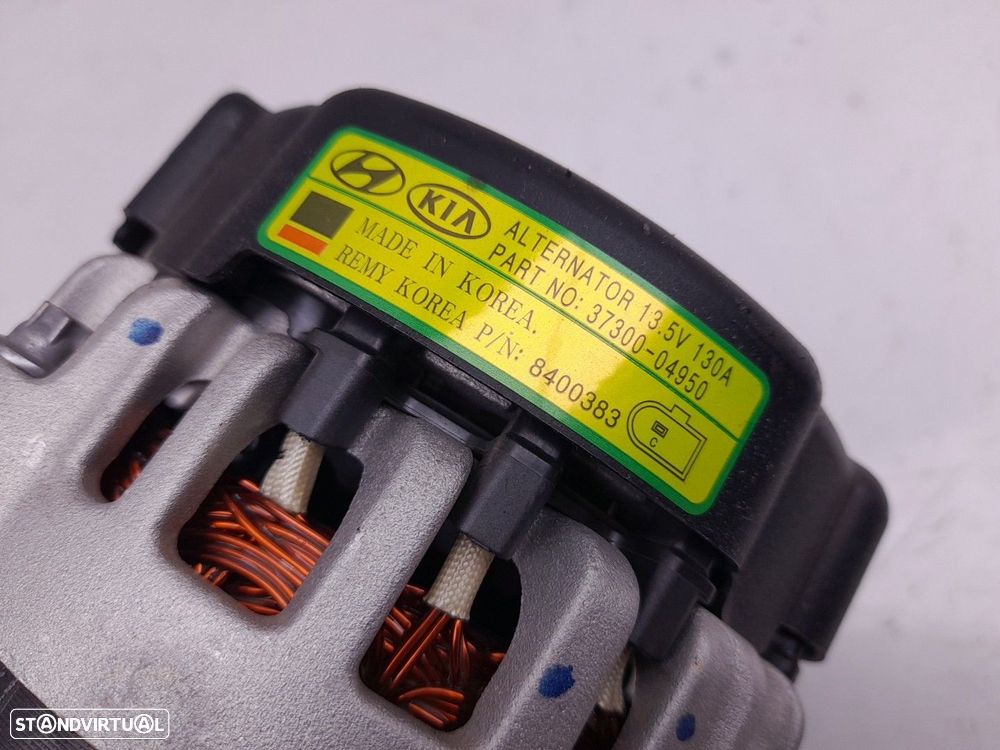 KIA
ALTERNATOR 13.5V 130A
PART NO: 37300-04950
MADE IN KOREA.
REMY KOREA P/N: 8400383
C
STANDVIRTUAL